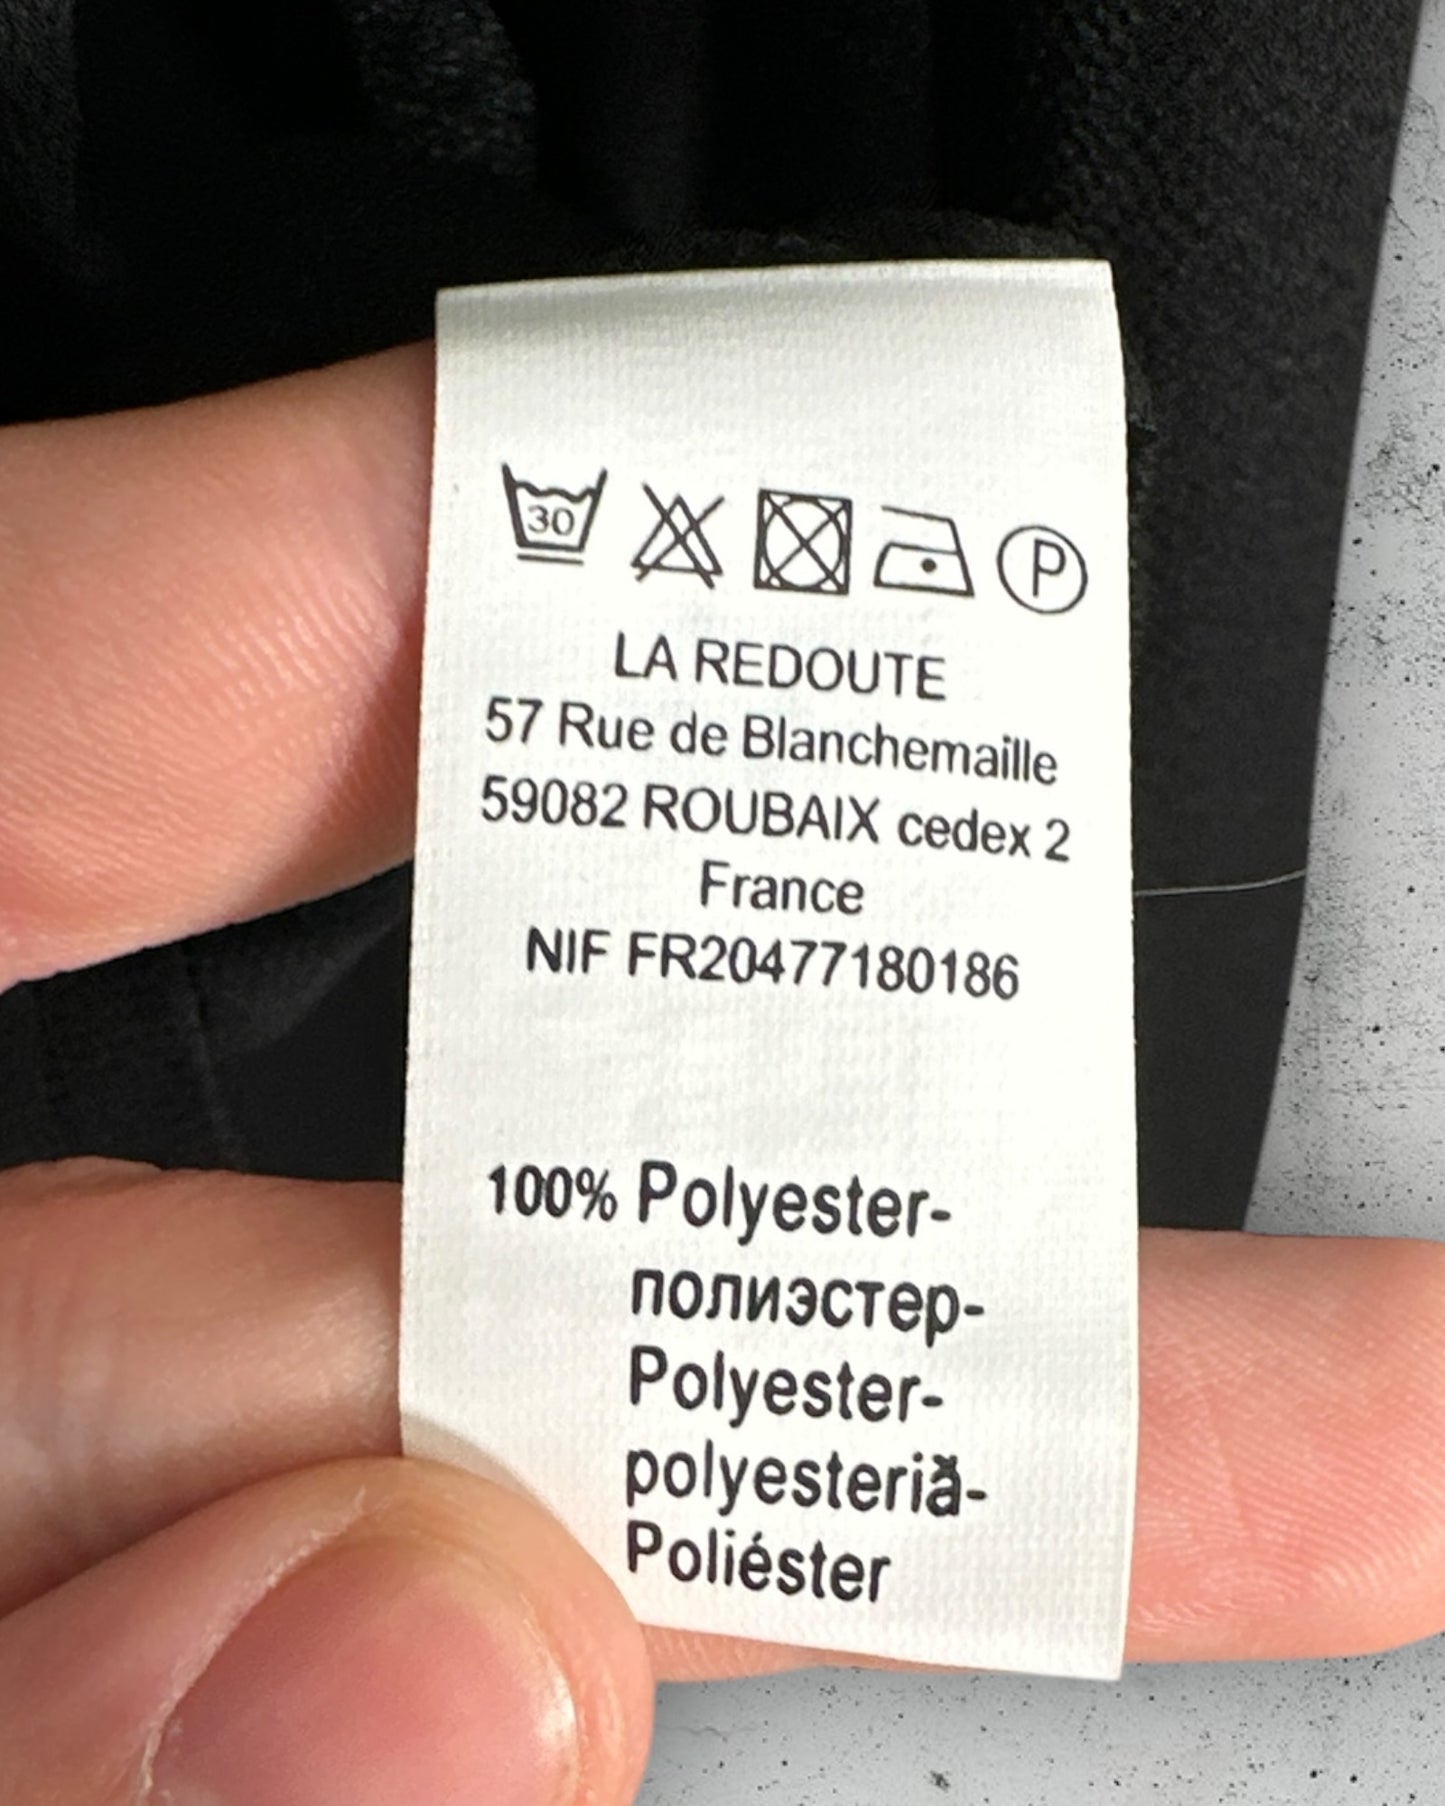 30
P
LA REDOUTE
57 Rue de Blanchemaille
59082 ROUBAIX cedex 2
France
NIF FR20477180186
100% Polyester-
полиэстер-
Polyester-
polyesteriă-
Poliéster